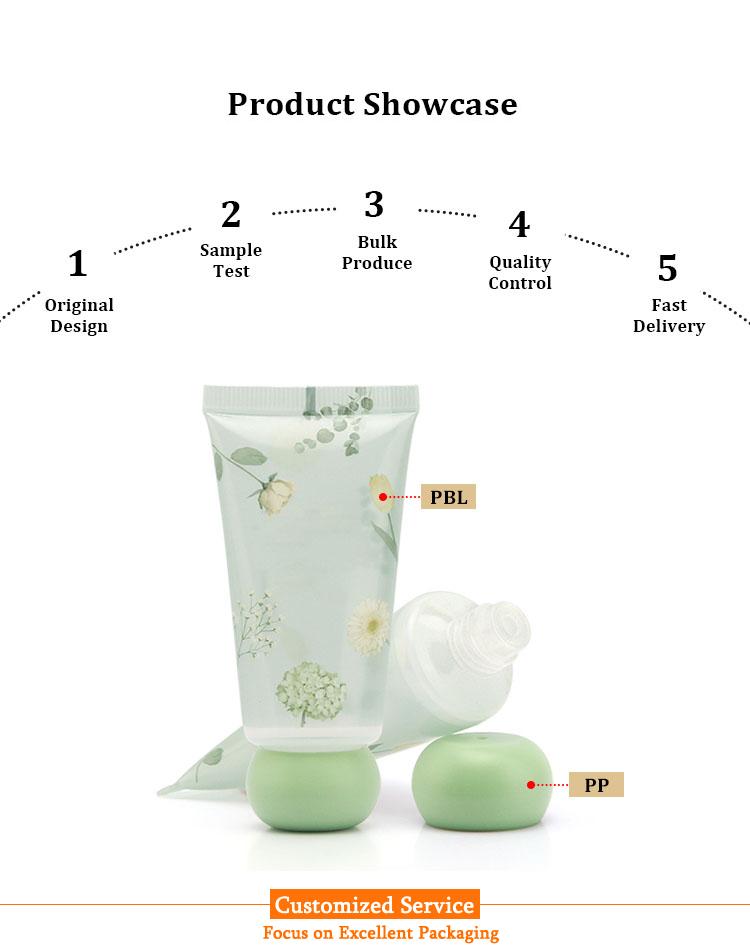 Product Showcase
1
Original
Design
2
Sample
Test
3
Bulk
Produce
4
Quality
Control
5
Fast
Delivery
PBL
PP
Customized Service
Focus on Excellent Packaging